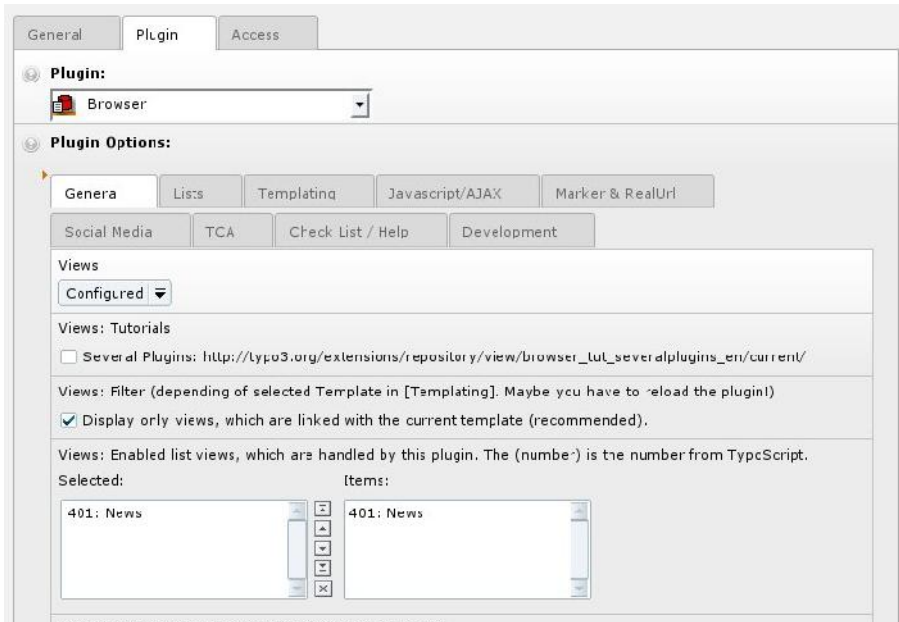 General Plugin Access
Plugin:
Browser
Plugin Options:
General Lists Templating Javascript/AJAX Marker & RealUrl
Social Media TCA Check List / Help Development
Views
Configured
Views: Tutorials
Several Plugins: http://typo3.org/extensions/repository/view/browser_tut_severalplugins_en/current/
Views: Filter (depending of selected Template in [Templating]. Maybe you have to reload the plugin!)
Display only views, which are linked with the current template (recommended).
Views: Enabled list views, which are handled by this plugin. The (number) is the number from TypoScript.
Selected: Items:
401: News 401: News